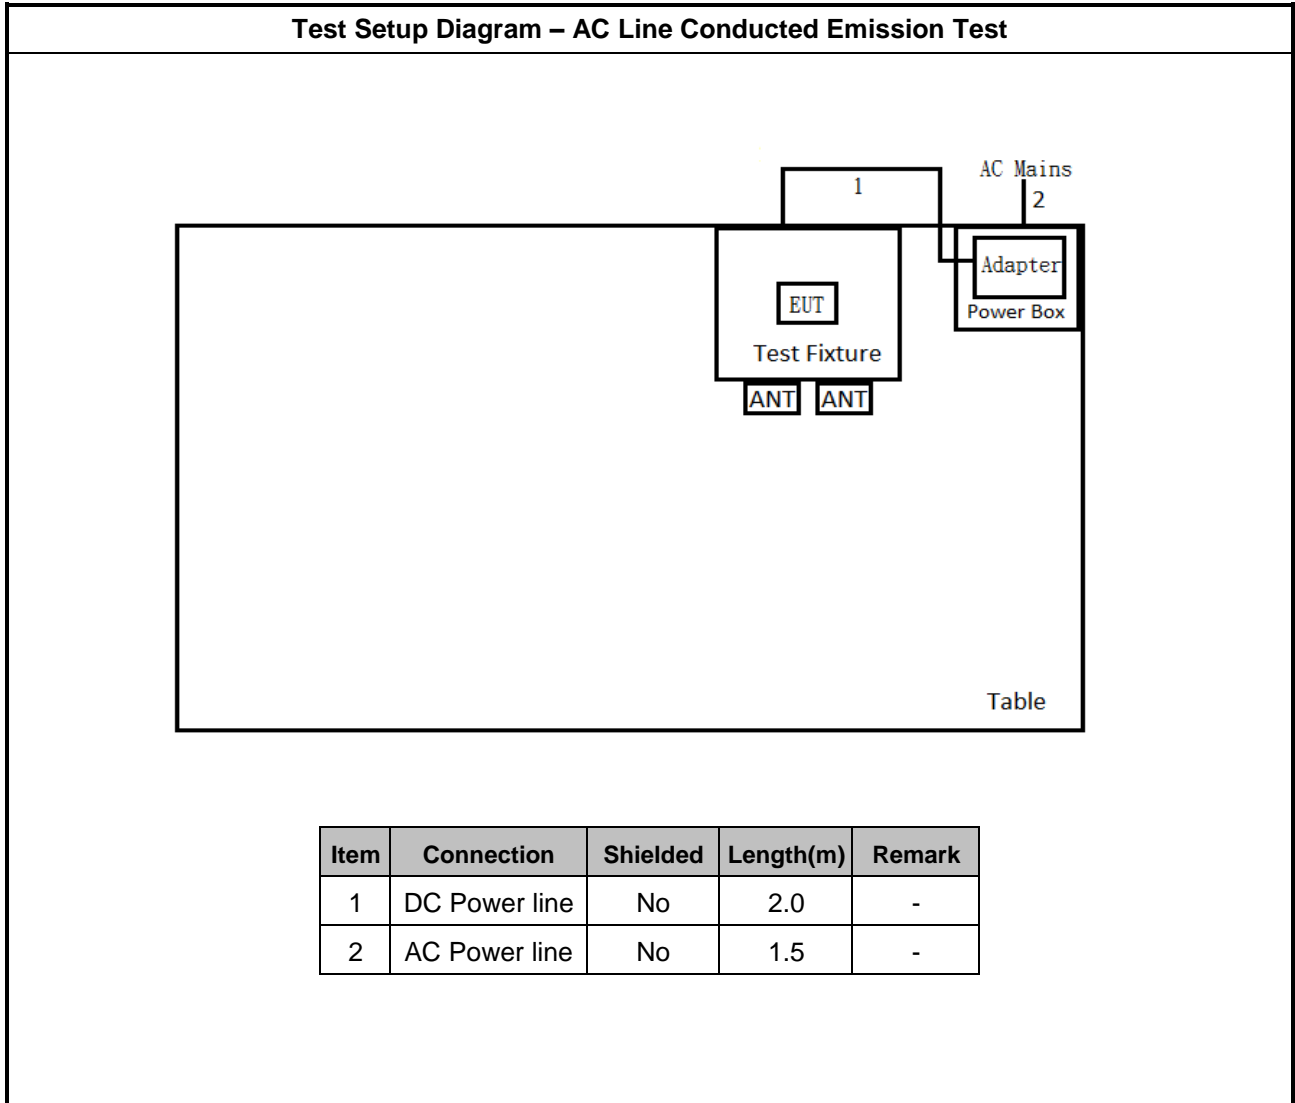 Test Setup Diagram – AC Line Conducted Emission Test
AC Mains
1
2
Adapter
EUT
Power Box
Test Fixture
ANT ANT
Table
Item Connection Shielded Length(m) Remark
1 DC Power line No 2.0 -
2 AC Power line No 1.5 -